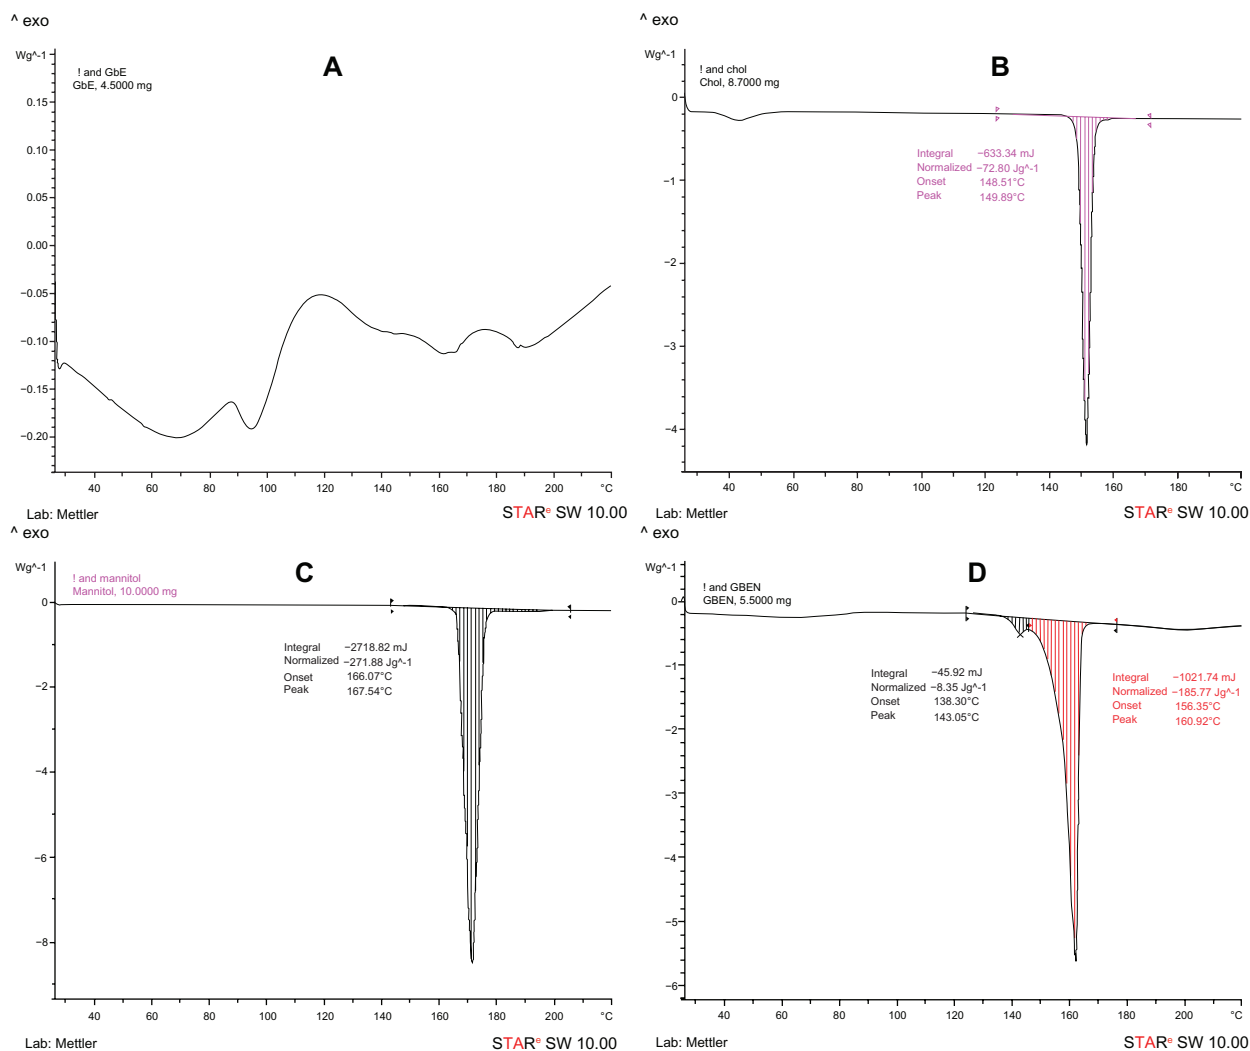 ^ exo
Wg^-1
A
! and GbE
GbE, 4.5000 mg
0.15
0.10
0.05
0.00
−0.05
−0.10
−0.15
−0.20
40 60 80 100 120 140 160 180 200 °C
Lab: Mettler
STARe SW 10.00
^ exo
Wg^-1
B
! and chol
Chol, 8.7000 mg
0
−1
−2
−3
−4
Integral −633.34 mJ
Normalized −72.80 Jg^-1
Onset 148.51°C
Peak 149.89°C
40 60 80 100 120 140 160 180 °C
Lab: Mettler
STARe SW 10.00
^ exo
Wg^-1
C
! and mannitol
Mannitol, 10.0000 mg
0
−2
−4
−6
−8
Integral −2718.82 mJ
Normalized −271.88 Jg^-1
Onset 166.07°C
Peak 167.54°C
40 60 80 100 120 140 160 180 200 °C
Lab: Mettler
STARe SW 10.00
^ exo
Wg^-1
D
! and GBEN
GBEN, 5.5000 mg
0
−1
−2
−3
−4
−5
−6
Integral −45.92 mJ
Normalized −8.35 Jg^-1
Onset 138.30°C
Peak 143.05°C
Integral −1021.74 mJ
Normalized −185.77 Jg^-1
Onset 156.35°C
Peak 160.92°C
40 60 80 100 120 140 160 180 200 °C
Lab: Mettler
STARe SW 10.00